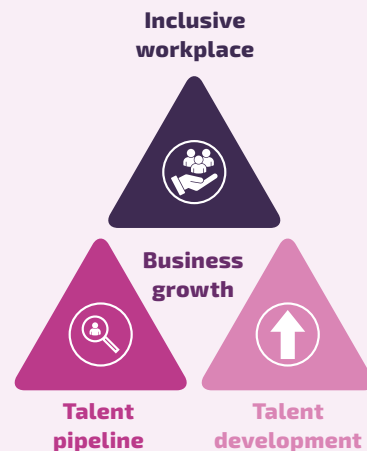 Inclusive
workplace
Business
growth
Talent
pipeline
Talent
development